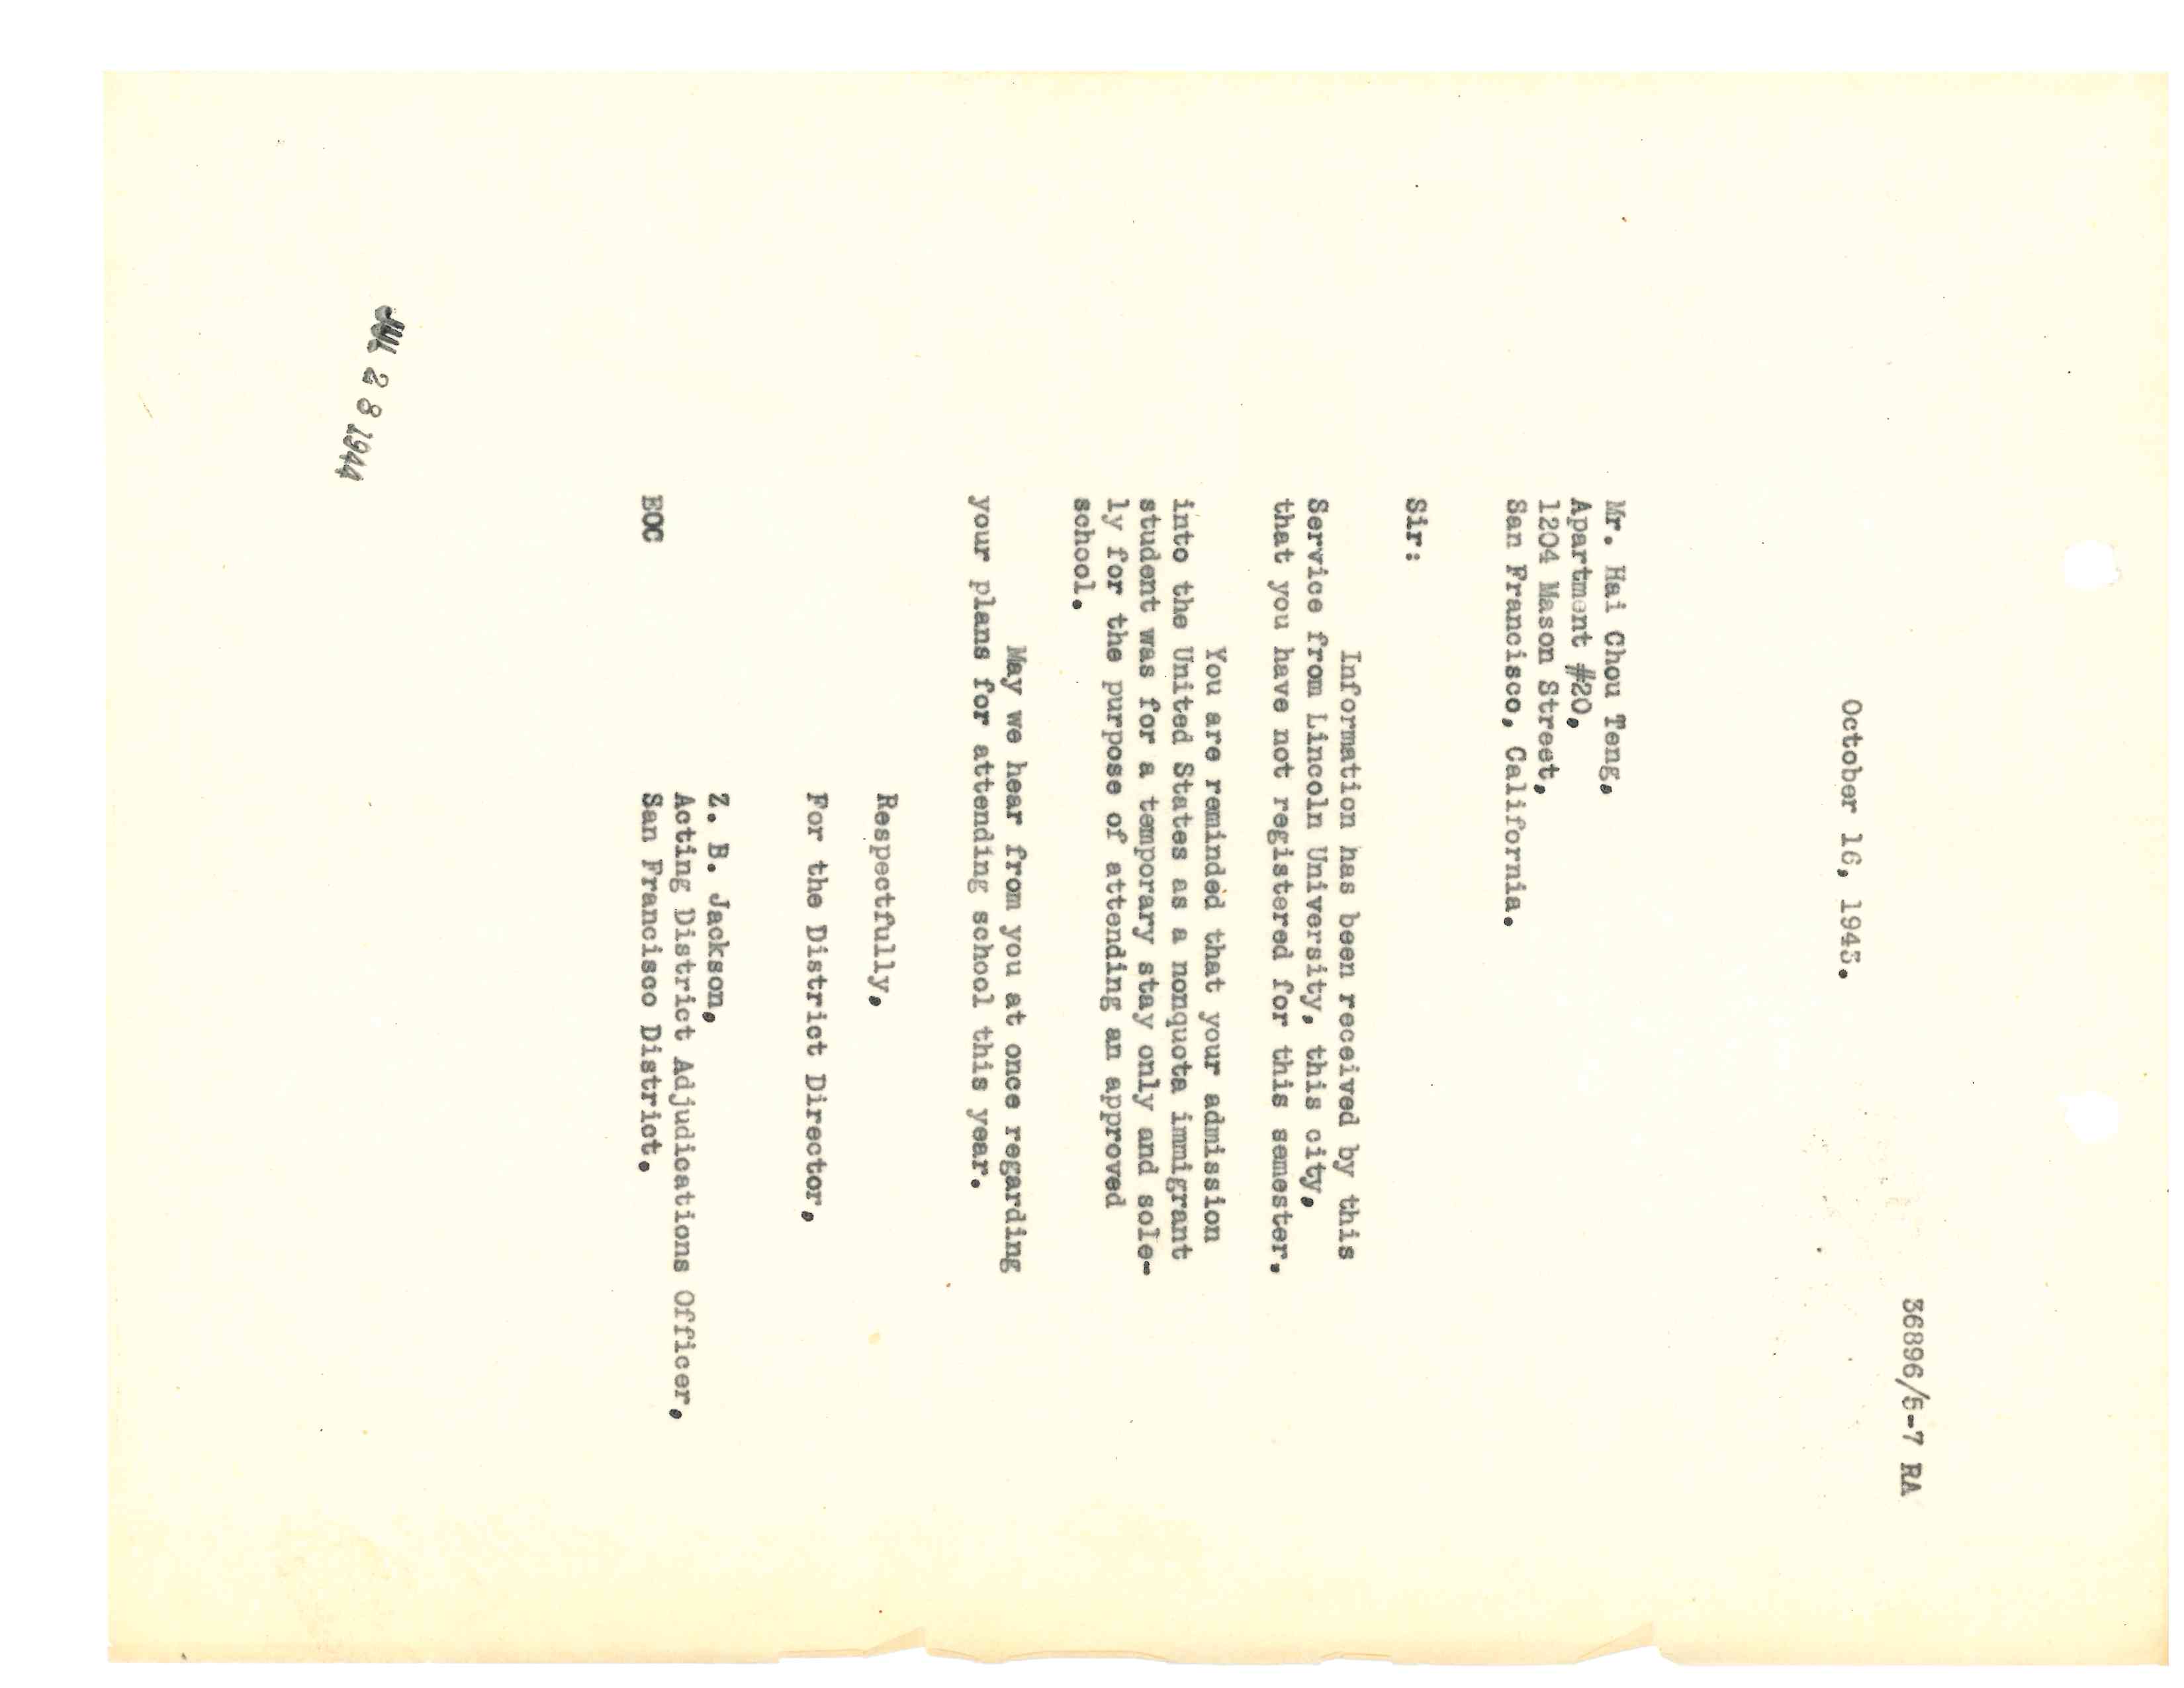 36896/5-7 RA
October 16, 1943.
Mr. Hai Chou Teng,
Apartment #20,
1204 Mason Street,
San Francisco, California.
Sir:
Information has been received by this
Service from Lincoln University, this city,
that you have not registered for this semester.
You are reminded that your admission
into the United States as a nonquota immigrant
student was for a temporary stay only and sole-
ly for the purpose of attending an approved
school.
May we hear from you at once regarding
your plans for attending school this year.
Respectfully,
For the District Director,
Z. B. Jackson,
Acting District Adjudications Officer,
EOC San Francisco District.
JUL 28 1944